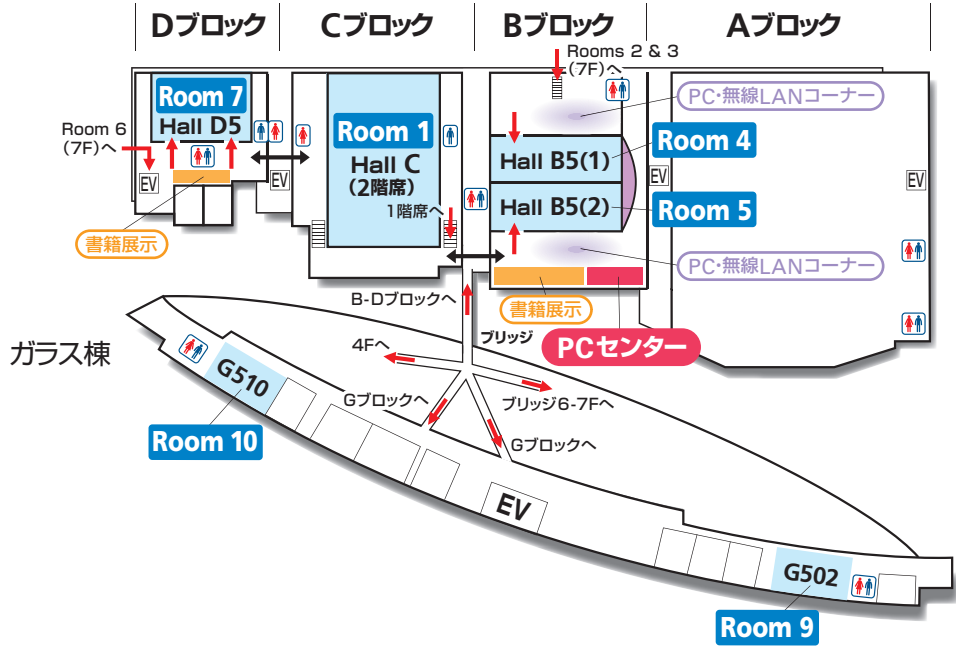 Dブロック
Cブロック
Bブロック
Aブロック
Rooms 2 & 3
(7F)へ
Room 7
Hall D5
Room 6
(7F)へ
EV
EV
書籍展示
Room 1
Hall C
(2階席)
1階席へ
PC・無線LANコーナー
Hall B5(1)
Room 4
Hall B5(2)
Room 5
EV
EV
PC・無線LANコーナー
書籍展示
PCセンター
B-Dブロックへ
ブリッジ
4Fへ
ブリッジ6-7Fへ
Gブロックへ
Gブロックへ
ガラス棟
G510
Room 10
EV
G502
Room 9